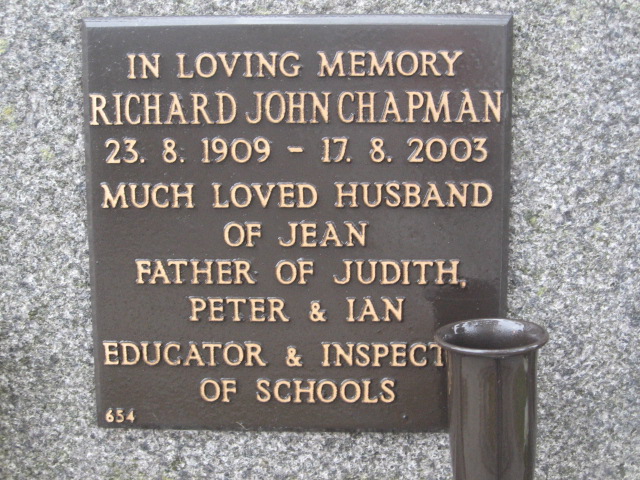 IN LOVING MEMORY
RICHARD JOHN CHAPMAN
23. 8. 1909 - 17. 8. 2003
MUCH LOVED HUSBAND
OF JEAN
FATHER OF JUDITH,
PETER & IAN
EDUCATOR & INSPECT
OF SCHOOLS
654